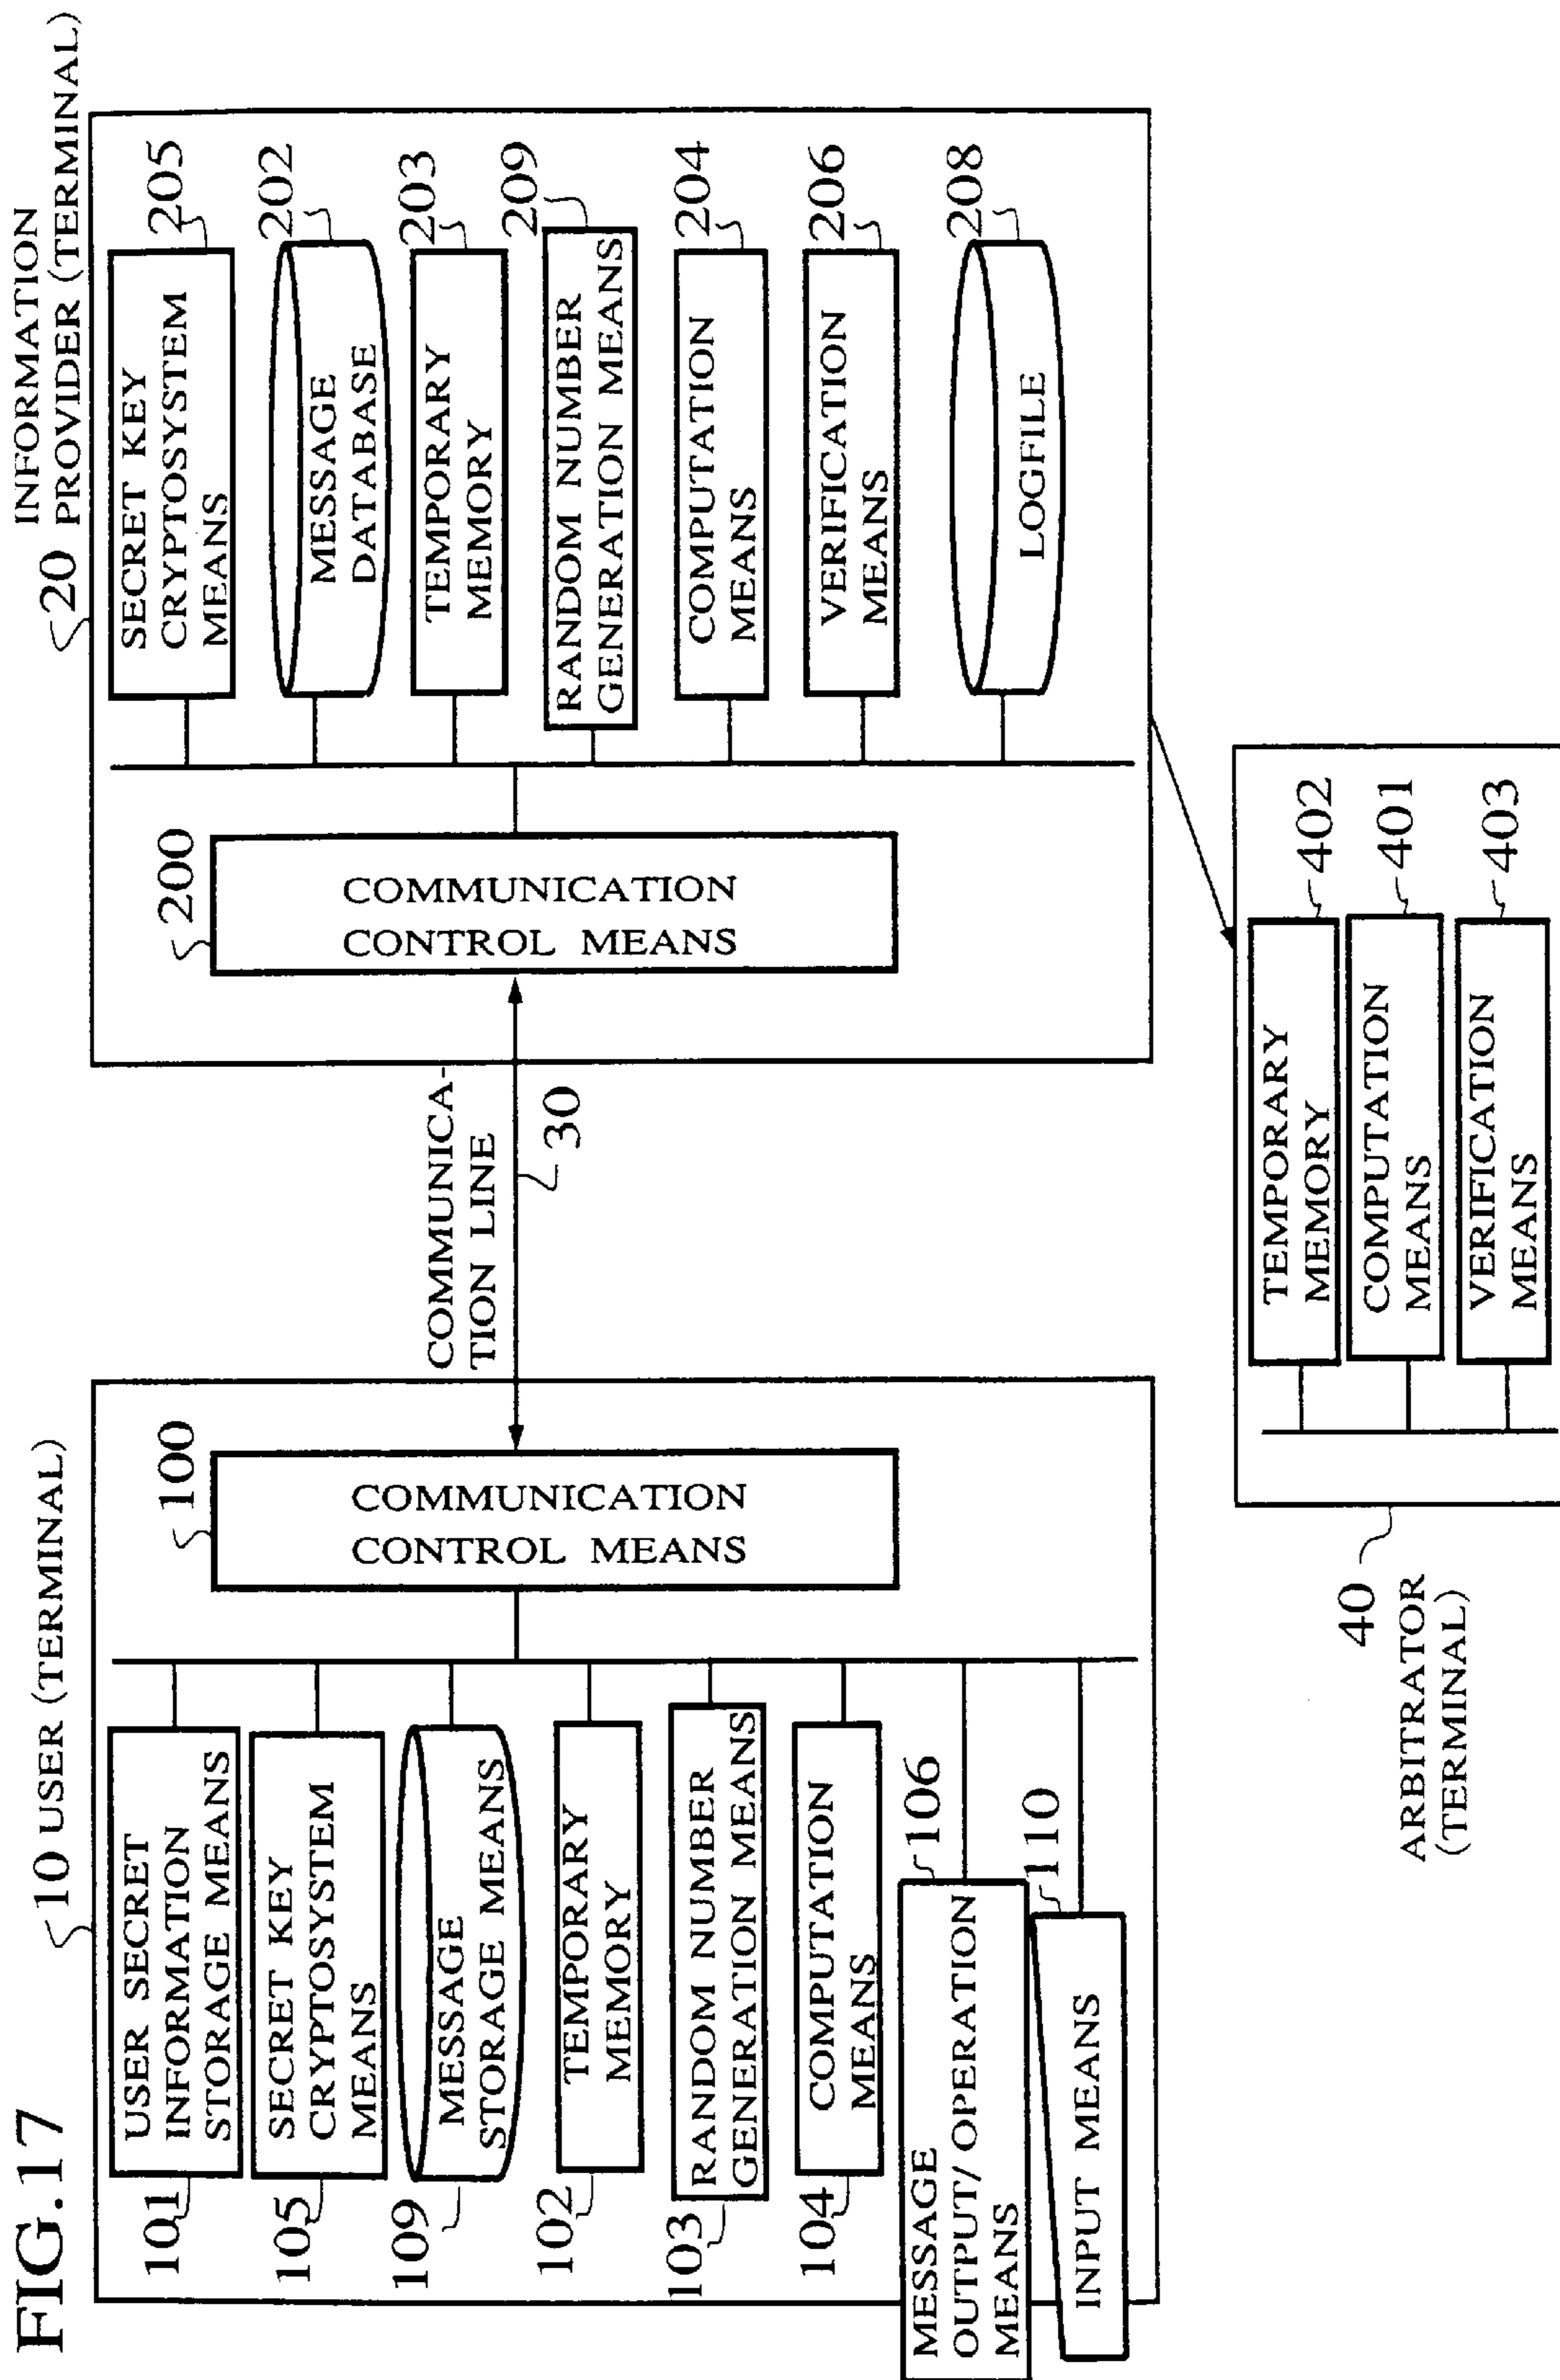 FIG.17
10 USER (TERMINAL)
101
USER SECRET
INFORMATION
STORAGE MEANS
105
SECRET KEY
CRYPTOSYSTEM
MEANS
109
MESSAGE
STORAGE MEANS
102
TEMPORARY
MEMORY
103
RANDOM NUMBER
GENERATION MEANS
104
COMPUTATION
MEANS
106
MESSAGE
OUTPUT/OPERATION
MEANS
110
INPUT MEANS
100
COMMUNICATION
CONTROL MEANS
COMMUNICA-
TION LINE
30
INFORMATION
20 PROVIDER (TERMINAL)
200
COMMUNICATION
CONTROL MEANS
SECRET KEY
CRYPTOSYSTEM
MEANS
205
MESSAGE
DATABASE
202
TEMPORARY
MEMORY
203
RANDOM NUMBER
GENERATION MEANS
209
COMPUTATION
MEANS
204
VERIFICATION
MEANS
206
LOGFILE
208
40
ARBITRATOR
(TERMINAL)
TEMPORARY
MEMORY
402
COMPUTATION
MEANS
401
VERIFICATION
MEANS
403